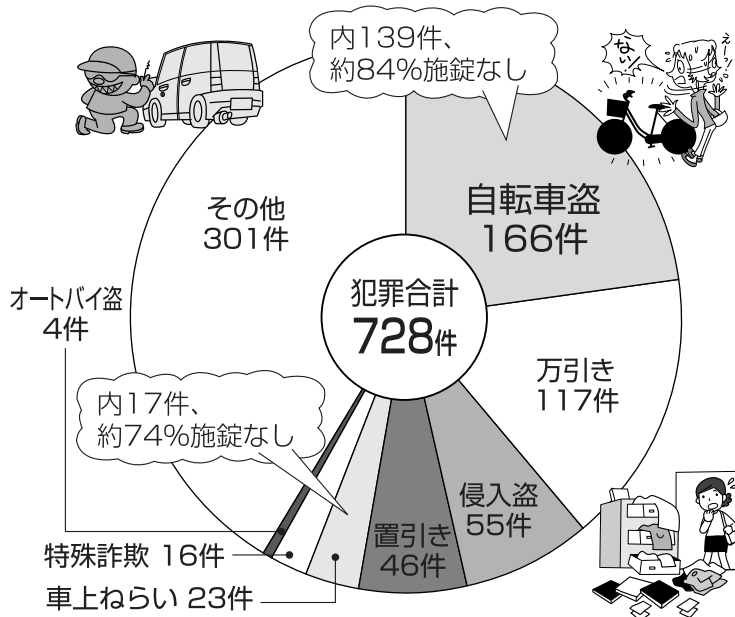 内139件、
約84%施錠なし
ない!
えーっ!
自転車盗
166件
その他
301件
犯罪合計
728件
オートバイ盗
4件
万引き
117件
内17件、
約74%施錠なし
侵入盗
55件
置引き
46件
特殊詐欺 16件
車上ねらい 23件